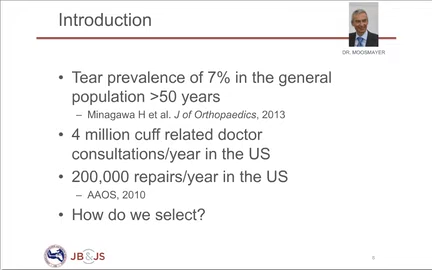 Introduction
DR. MOOSMAYER
• Tear prevalence of 7% in the general
population >50 years
– Minagawa H et al. J of Orthopaedics, 2013
• 4 million cuff related doctor
consultations/year in the US
• 200,000 repairs/year in the US
– AAOS, 2010
• How do we select?
JB&JS